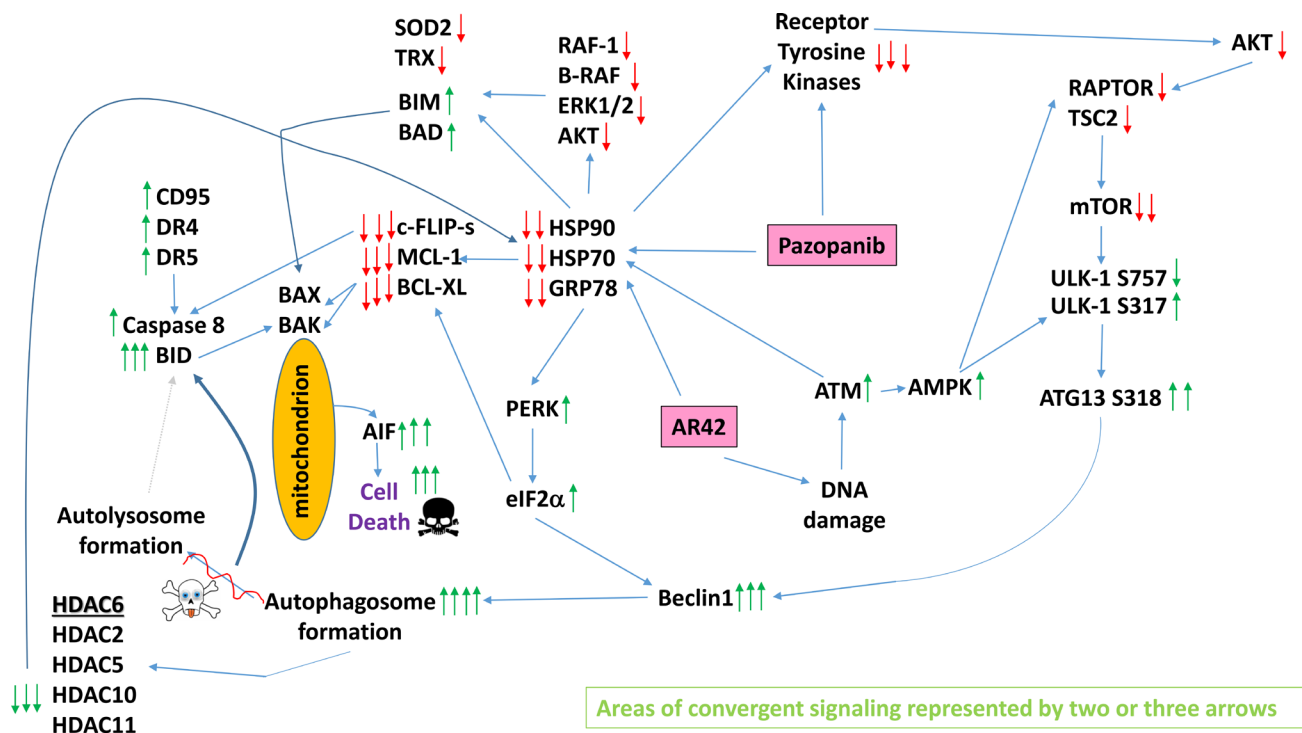 SOD2
TRX
BIM
BAD
RAF-1
B-RAF
ERK1/2
AKT
Receptor
Tyrosine
Kinases
AKT
RAPTOR
TSC2
mTOR
ULK-1 S757
ULK-1 S317
ATG13 S318
CD95
DR4
DR5
Caspase 8
BID
BAX
BAK
c-FLIP-s
MCL-1
BCL-XL
HSP90
HSP70
GRP78
Pazopanib
mitochondrion
AIF
Cell
Death
PERK
eIF2α
AR42
ATM
AMPK
DNA
damage
Autolysosome
formation
Autophagosome
formation
Beclin1
HDAC6
HDAC2
HDAC5
HDAC10
HDAC11
Areas of convergent signaling represented by two or three arrows